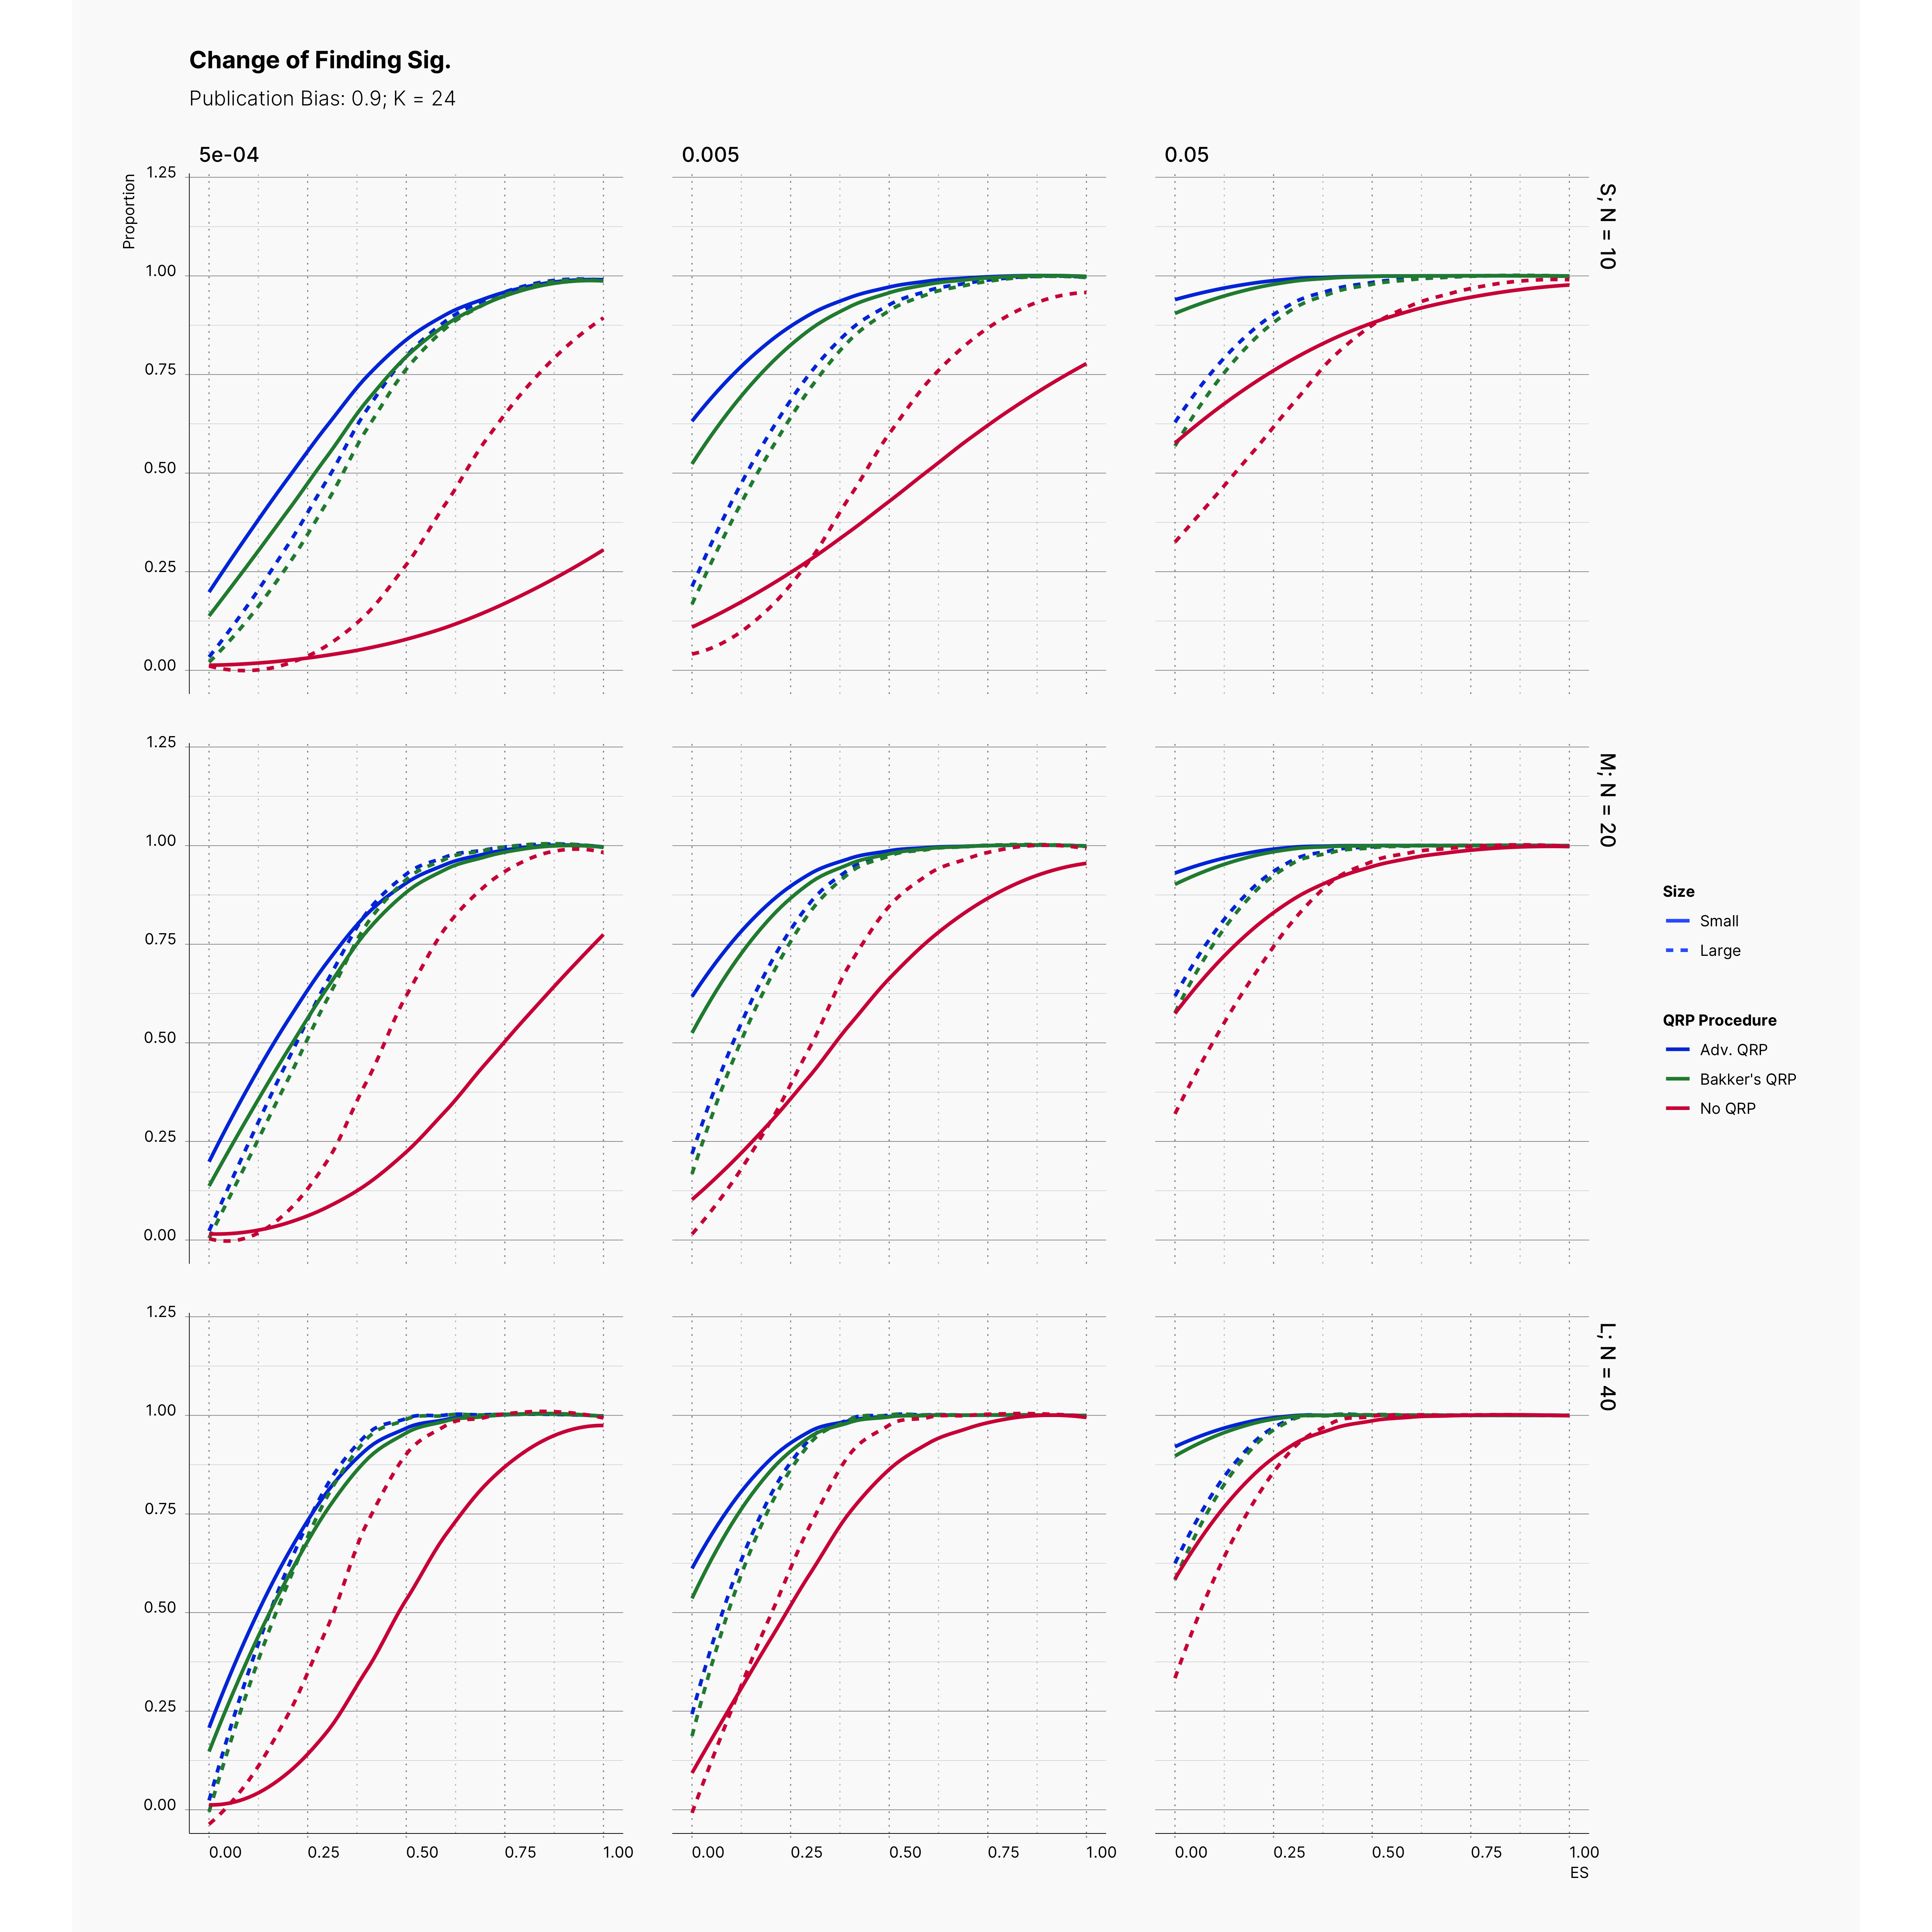 Change of Finding Sig.
Publication Bias: 0.9; K = 24
5e-04
0.005
0.05
Proportion
1.25
1.00
0.75
0.50
0.25
0.00
S; N = 10
1.25
1.00
0.75
0.50
0.25
0.00
M; N = 20
1.25
1.00
0.75
0.50
0.25
0.00
L; N = 40
0.00 0.25 0.50 0.75 1.00
0.00 0.25 0.50 0.75 1.00
0.00 0.25 0.50 0.75 1.00
ES
Size
Small
Large
QRP Procedure
Adv. QRP
Bakker's QRP
No QRP